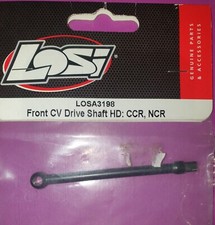 LOSI
GENUINE PARTS
& ACCESSORIES
LOSA3198
Front CV Drive Shaft HD: CCR, NCR